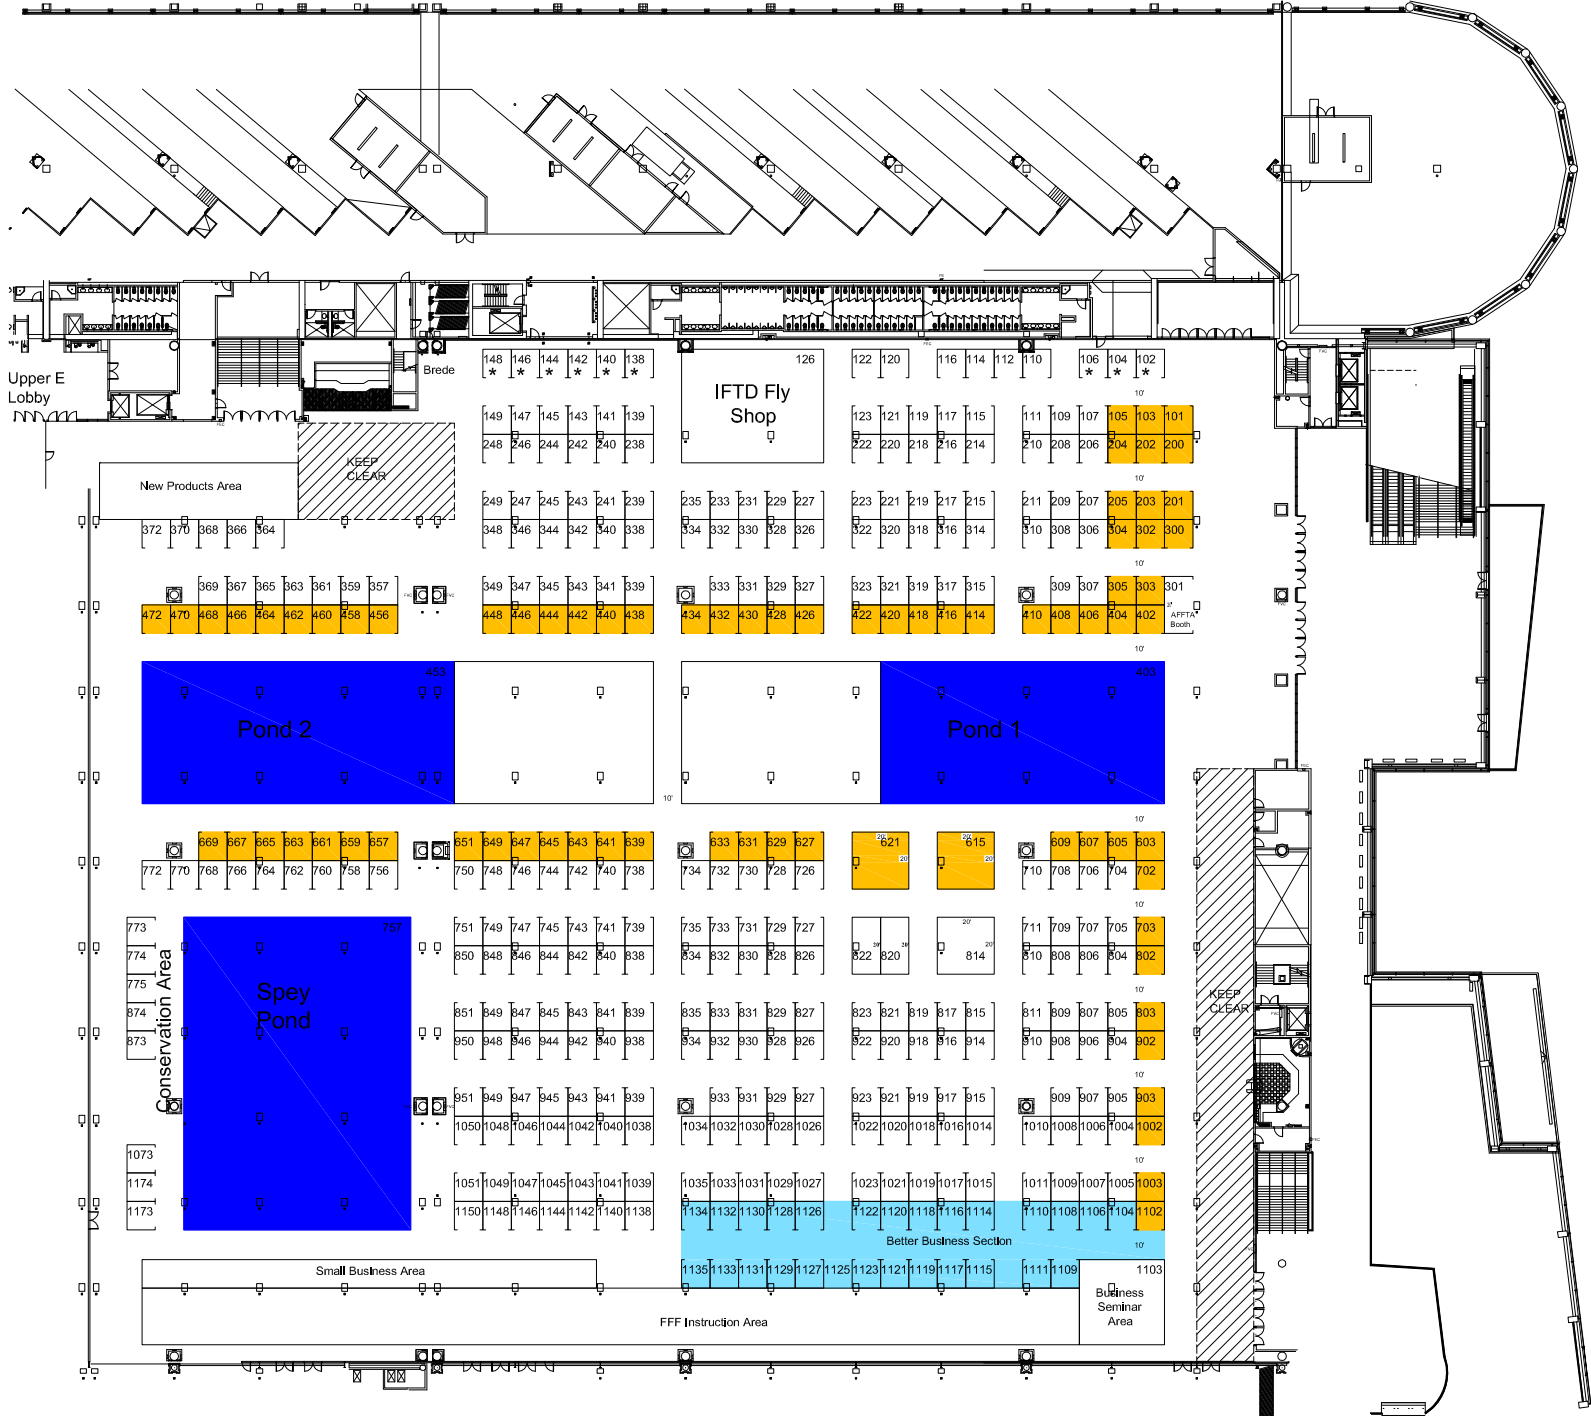 148 146 144 142 140 138 126 122 120 116 114 112 110 106 104 102
* * * * * * * * *
Brede
Upper E
Lobby
IFTD Fly
Shop
10'
149 147 145 143 141 139 123 121 119 117 115 111 109 107 105 103 101
248 246 244 242 240 238 222 220 218 216 214 210 208 206 204 202 200
KEEP
CLEAR
New Products Area
10'
249 247 245 243 241 239 235 233 231 229 227 223 221 219 217 215 211 209 207 205 203 201
372 370 368 366 364 348 346 344 342 340 338 334 332 330 328 326 322 320 318 316 314 310 308 306 304 302 300
10'
369 367 365 363 361 359 357 349 347 345 343 341 339 333 331 329 327 323 321 319 317 315 309 307 305 303 301
472 470 468 466 464 462 460 458 456 448 446 444 442 440 438 434 432 430 428 426 422 420 418 416 414 410 408 406 404 402
AFFTA
Booth
10'
453 403
Pond 2 Pond 1
10'
10'
669 667 665 663 661 659 657 651 649 647 645 643 641 639 633 631 629 627 621 615 609 607 605 603
20' 20'
20' 20'
772 770 768 766 764 762 760 758 756 750 748 746 744 742 740 738 734 732 730 728 726 710 708 706 704 702
10'
773 757 751 749 747 745 743 741 739 735 733 731 729 727 20' 711 709 707 705 703
20' 20' 20'
774 850 848 846 844 842 840 838 834 832 830 828 826 822 820 814 810 808 806 804 802
775
10'
Conservation Area
Spey
Pond
KEEP
CLEAR
874 851 849 847 845 843 841 839 835 833 831 829 827 823 821 819 817 815 811 809 807 805 803
873 950 948 946 944 942 940 938 934 932 930 928 926 922 920 918 916 914 910 908 906 904 902
10'
951 949 947 945 943 941 939 933 931 929 927 923 921 919 917 915 909 907 905 903
1050 1048 1046 1044 1042 1040 1038 1034 1032 1030 1028 1026 1022 1020 1018 1016 1014 1010 1008 1006 1004 1002
1073
10'
1174 1051 1049 1047 1045 1043 1041 1039 1035 1033 1031 1029 1027 1023 1021 1019 1017 1015 1011 1009 1007 1005 1003
1173 1150 1148 1146 1144 1142 1140 1138 1134 1132 1130 1128 1126 1122 1120 1118 1116 1114 1110 1108 1106 1104 1102
Better Business Section
10'
Small Business Area
1135 1133 1131 1129 1127 1125 1123 1121 1119 1117 1115 1111 1109 1103
Business
Seminar
Area
FFF Instruction Area